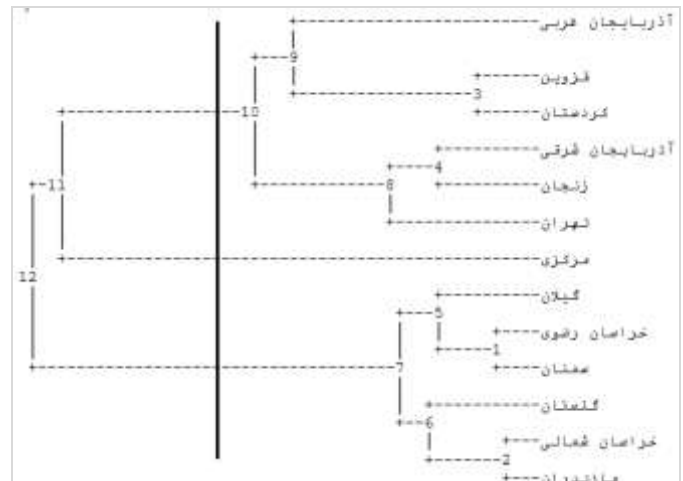 آذربایجان غربی
9
قزوین
3
کردستان
10
آذربایجان شرقی
4
11
8
زنجان
تهران
مرکزی
12
گیلان
5
خراسان رضوی
1
7
سمنان
گلستان
6
خراسان شمالی
2
مازندران